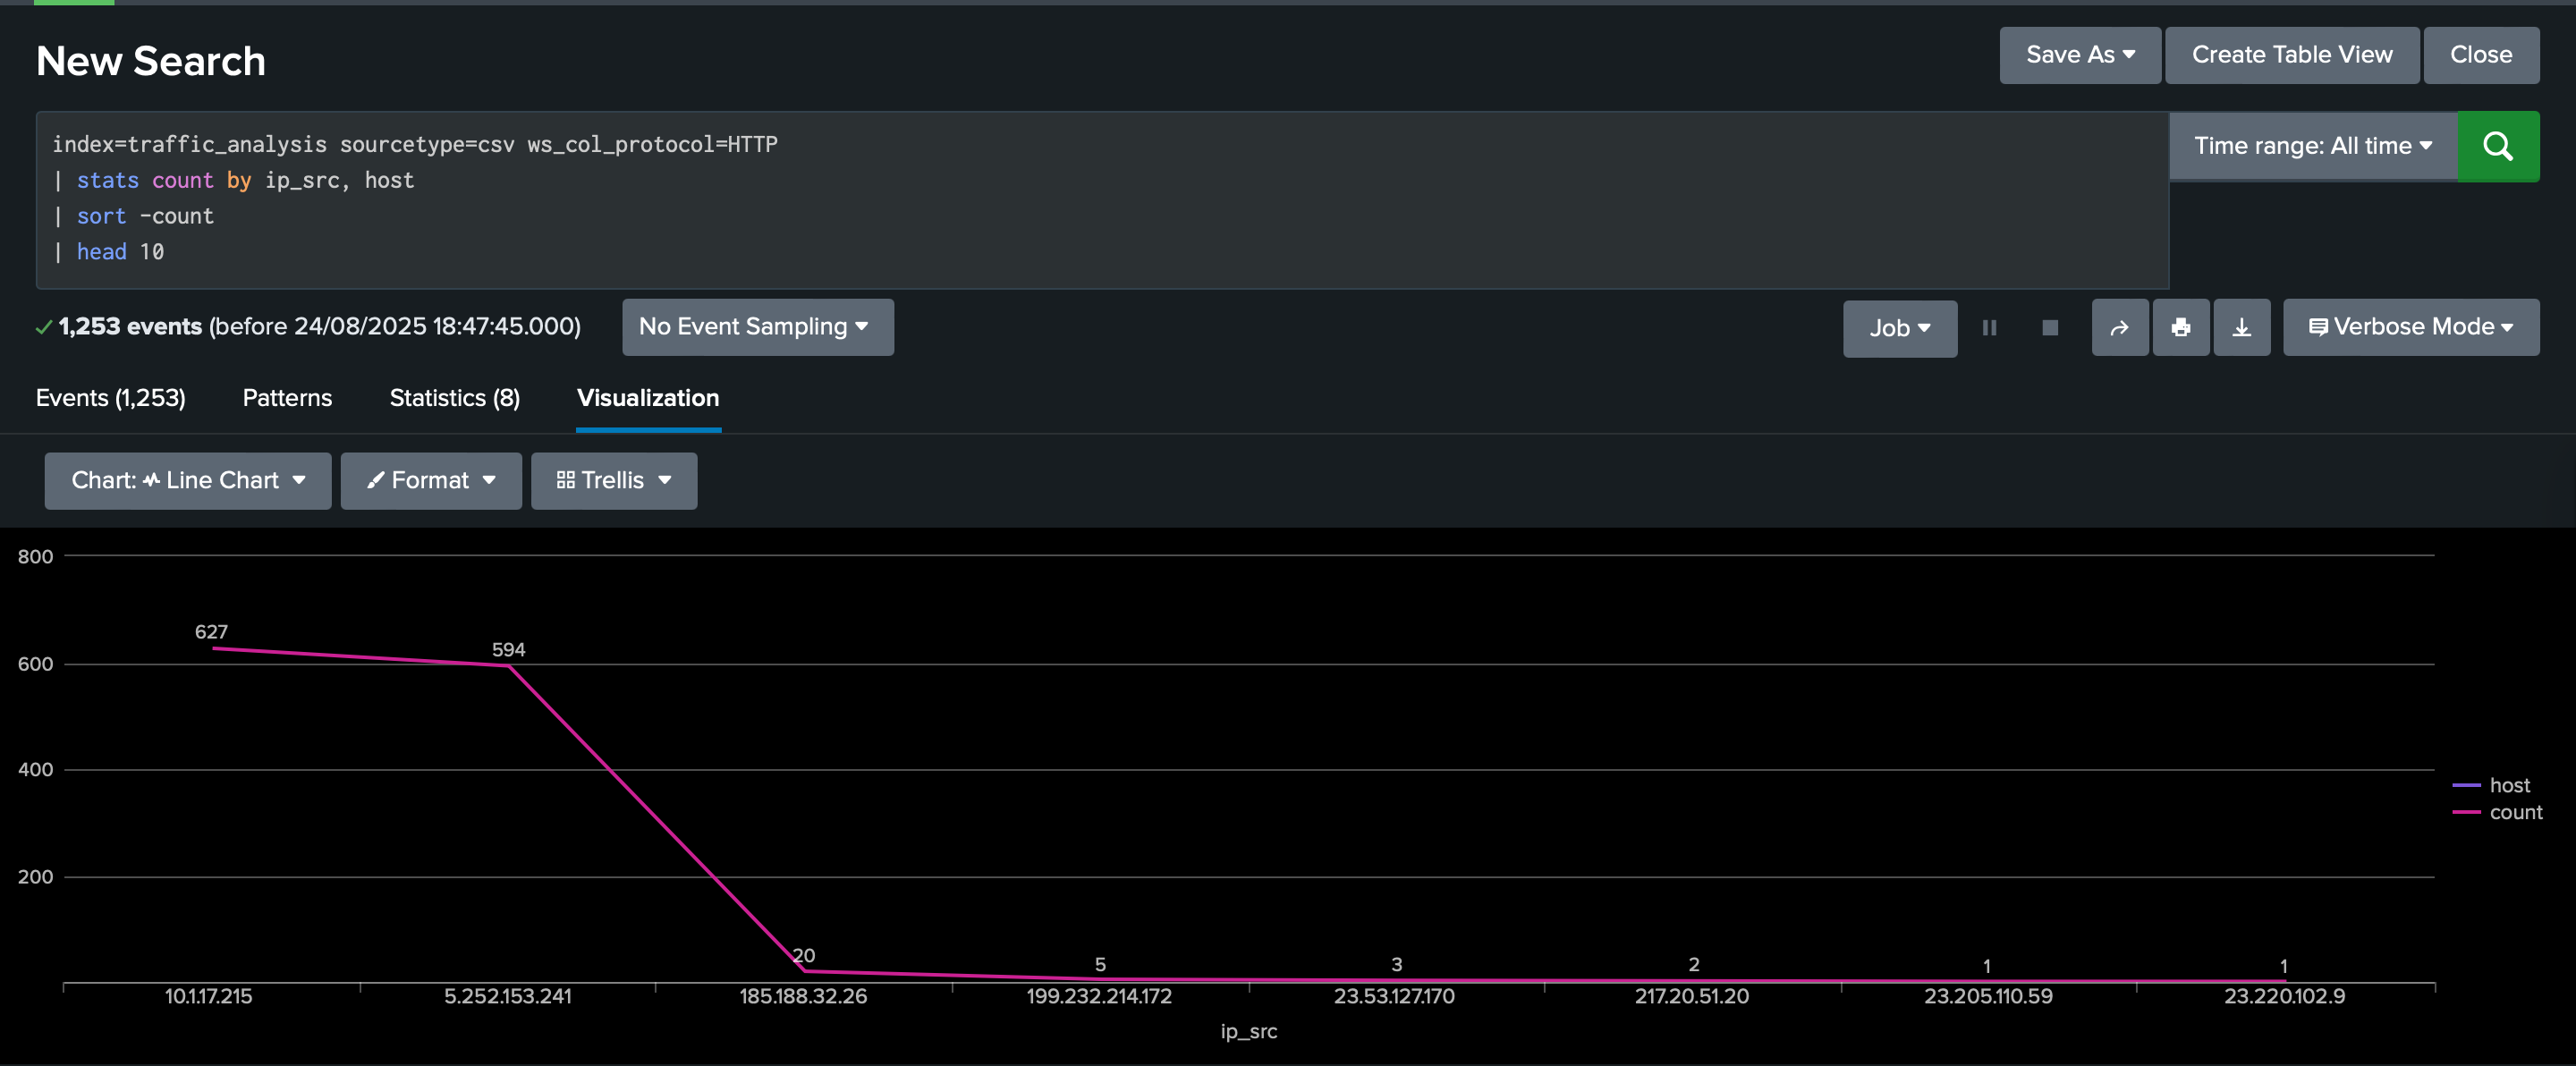 New Search
Save As
Create Table View
Close
index=traffic_analysis sourcetype=csv ws_col_protocol=HTTP
| stats count by ip_src, host
| sort -count
| head 10
Time range: All time
1,253 events (before 24/08/2025 18:47:45.000)
No Event Sampling
Job
Verbose Mode
Events (1,253)
Patterns
Statistics (8)
Visualization
Chart: Line Chart
Format
Trellis
800
600
400
200
627
594
20
5
3
2
1
1
10.1.17.215
5.252.153.241
185.188.32.26
199.232.214.172
23.53.127.170
217.20.51.20
23.205.110.59
23.220.102.9
ip_src
host
count